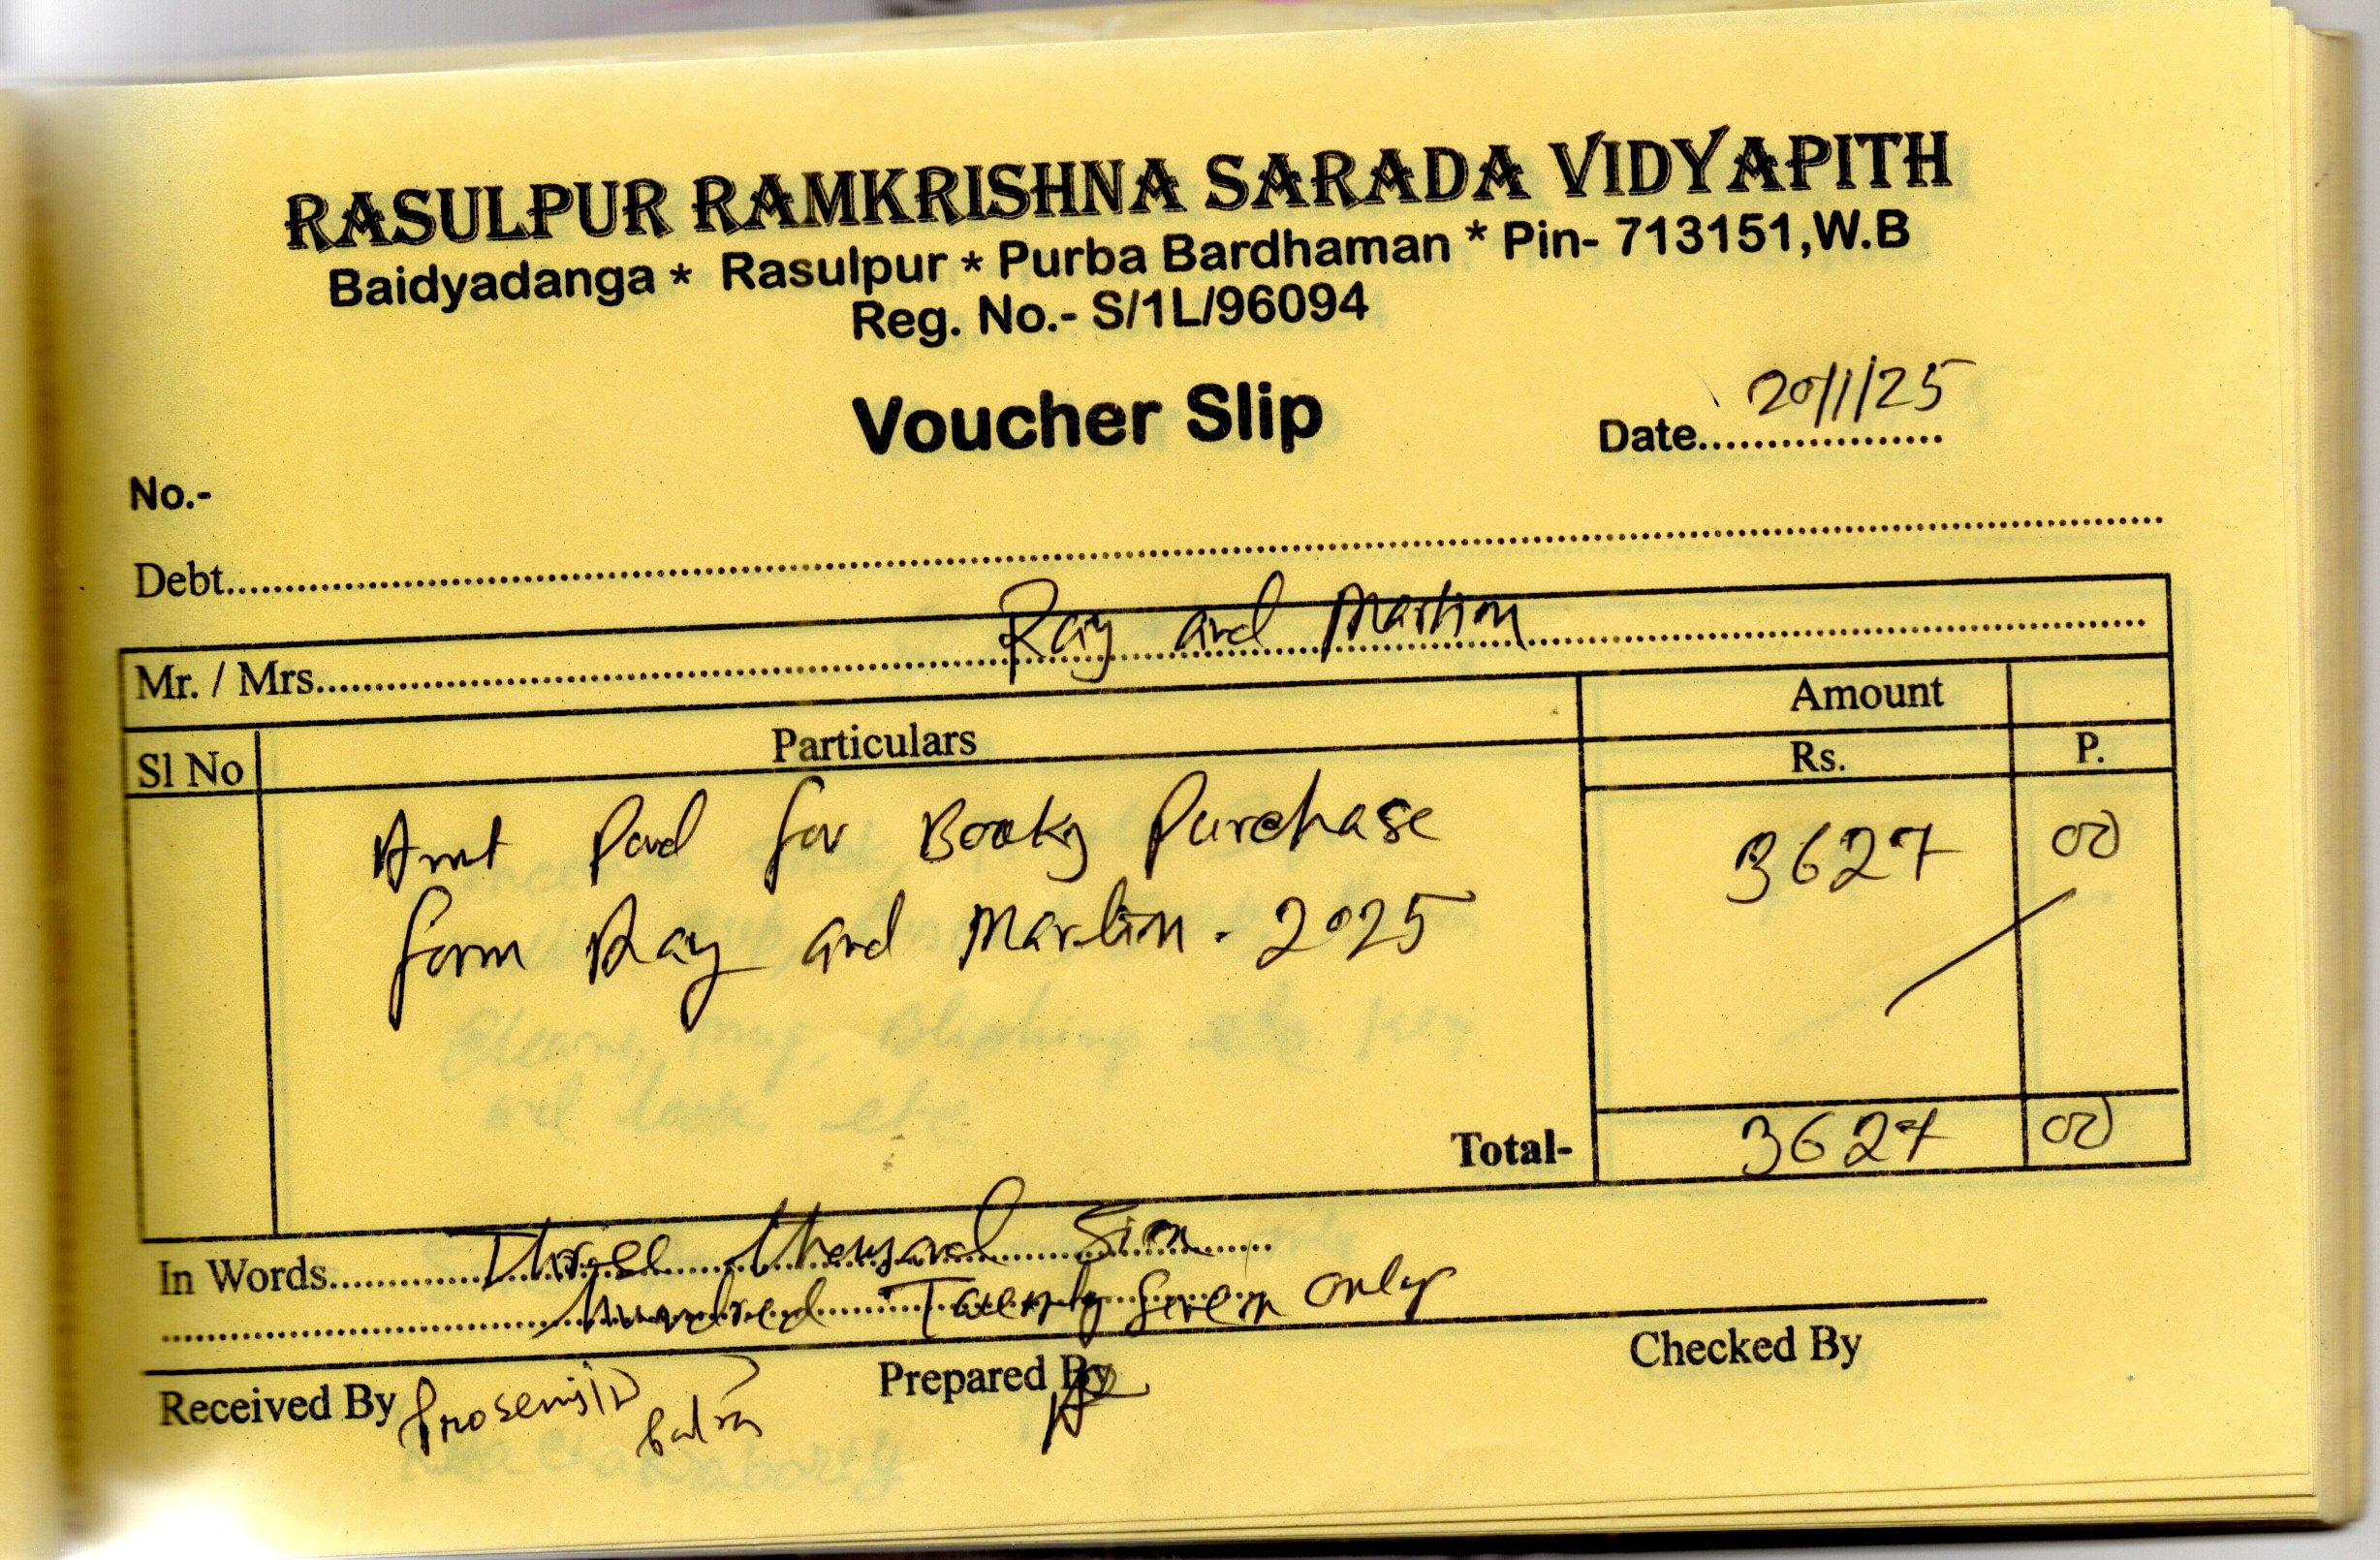 RASULPUR RAMKRISHNA SARADA VIDYAPITH
Baidyadanga * Rasulpur * Purba Bardhaman * Pin- 713151,W.B
Reg. No.- S/1L/96094
Voucher Slip
Date 20/1/25
No.-
Debt
Mr. / Mrs. Ray and Martin
Sl No Particulars Amount
Rs. P.
Amt Paid for Books Purchase 3627 00
form Ray and Martin. 2025
Total- 3627 00
In Words Three thousand Six
hundred Twenty Seven only
Received By Prosenjit Prepared By Checked By